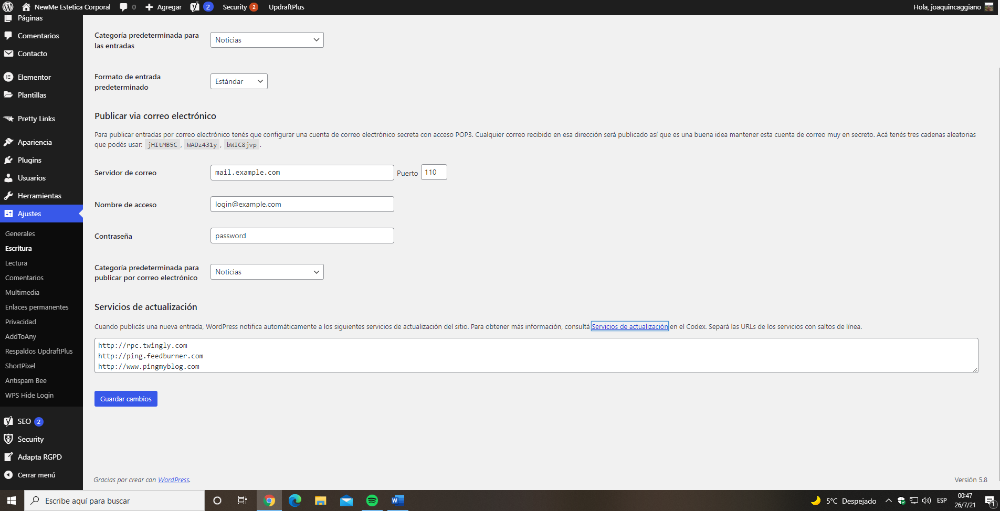 NewMe Estetica Corporal 0 Agregar 2 Security 2 UpdraftPlus Hola, joaquincaggiano
Páginas
Comentarios
Contacto
Elementor
Plantillas
Pretty Links
Apariencia
Plugins
Usuarios
Herramientas
Ajustes
Generales
Escritura
Lectura
Comentarios
Multimedia
Enlaces permanentes
Privacidad
AddToAny
Respaldos UpdraftPlus
ShortPixel
Antispam Bee
WPS Hide Login
SEO 2
Security
Adapta RGPD
Cerrar menú
Categoría predeterminada para
las entradas
Noticias
Formato de entrada
predeterminado
Estándar
Publicar via correo electrónico
Para publicar entradas por correo electrónico tenés que configurar una cuenta de correo electrónico secreta con acceso POP3. Cualquier correo recibido en esa dirección será publicado así que es una buena idea mantener esta cuenta de correo muy en secreto. Acá tenés tres cadenas aleatorias
que podés usar: jHItMB5C , WADz431y , bWIC8jvp .
Servidor de correo mail.example.com Puerto 110
Nombre de acceso login@example.com
Contraseña password
Categoría predeterminada para
publicar por correo electrónico
Noticias
Servicios de actualización
Cuando publicás una nueva entrada, WordPress notifica automáticamente a los siguientes servicios de actualización del sitio. Para obtener más información, consultá Servicios de actualización en el Codex. Separá las URLs de los servicios con saltos de línea.
http://rpc.twingly.com
http://ping.feedburner.com
http://www.pingmyblog.com
Guardar cambios
Gracias por crear con WordPress. Versión 5.8
Escribe aquí para buscar
5°C Despejado ESP
00:47
26/7/21
1